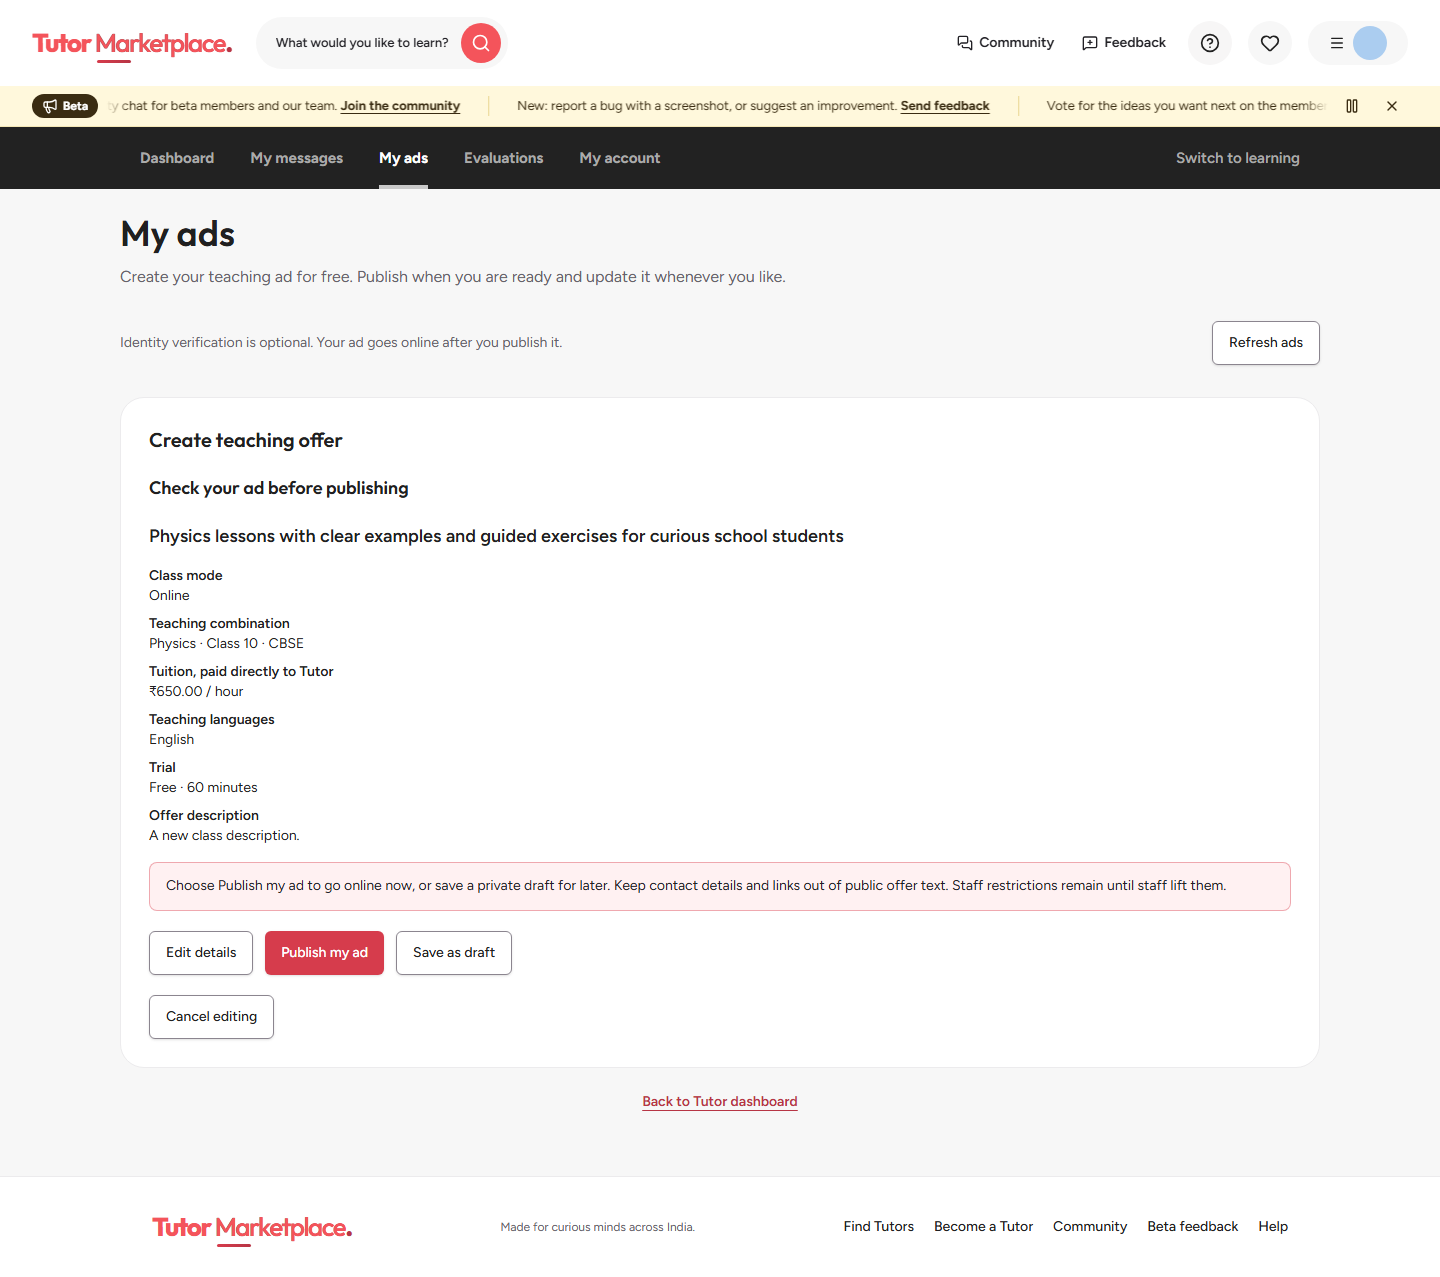 Tutor Marketplace.
What would you like to learn?
Community
Feedback
Beta
chat for beta members and our team. Join the community
New: report a bug with a screenshot, or suggest an improvement. Send feedback
Vote for the ideas you want next on the
Dashboard
My messages
My ads
Evaluations
My account
Switch to learning
My ads
Create your teaching ad for free. Publish when you are ready and update it whenever you like.
Identity verification is optional. Your ad goes online after you publish it.
Refresh ads
Create teaching offer
Check your ad before publishing
Physics lessons with clear examples and guided exercises for curious school students
Class mode
Online
Teaching combination
Physics · Class 10 · CBSE
Tuition, paid directly to Tutor
₹650.00 / hour
Teaching languages
English
Trial
Free · 60 minutes
Offer description
A new class description.
Choose Publish my ad to go online now, or save a private draft for later. Keep contact details and links out of public offer text. Staff restrictions remain until staff lift them.
Edit details
Publish my ad
Save as draft
Cancel editing
Back to Tutor dashboard
Tutor Marketplace.
Made for curious minds across India.
Find Tutors
Become a Tutor
Community
Beta feedback
Help